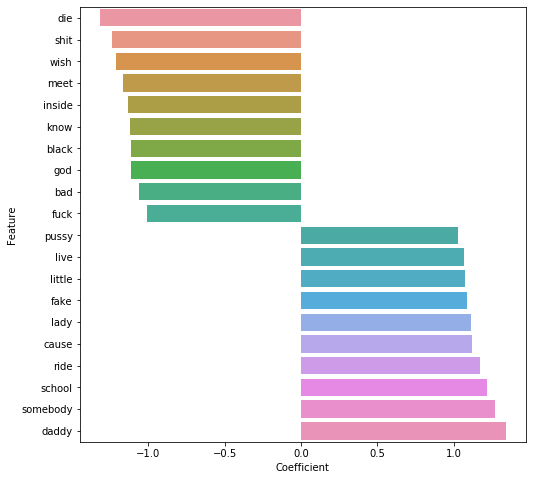 die
shit
wish
meet
inside
know
black
god
bad
fuck
pussy
live
little
fake
lady
cause
ride
school
somebody
daddy
Feature
−1.0 −0.5 0.0 0.5 1.0
Coefficient